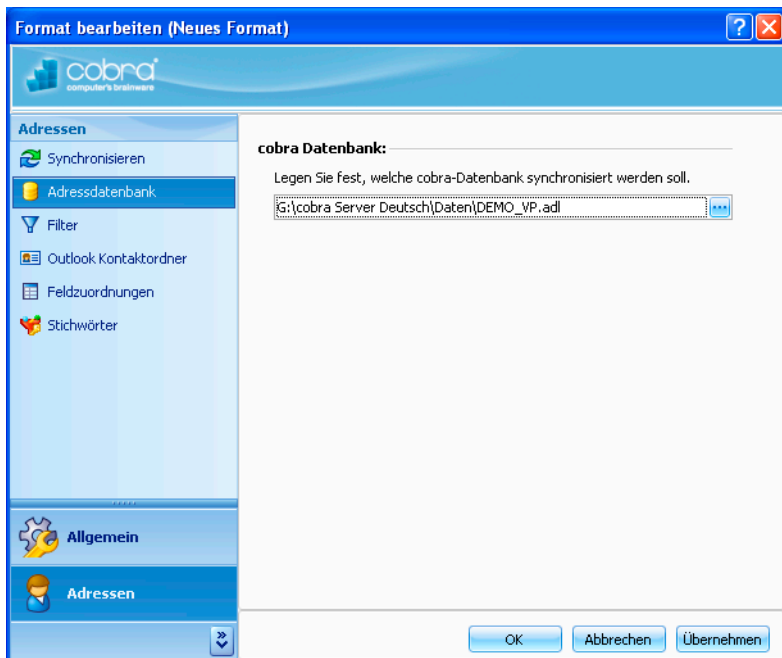 Format bearbeiten (Neues Format)
cobra
computer's brainware
Adressen
Synchronisieren
Adressdatenbank
Filter
Outlook Kontaktordner
Feldzuordnungen
Stichwörter
Allgemein
Adressen
cobra Datenbank:
Legen Sie fest, welche cobra-Datenbank synchronisiert werden soll.
G:\cobra Server Deutsch\Daten\DEMO_VP.adl
...
OK
Abbrechen
Übernehmen